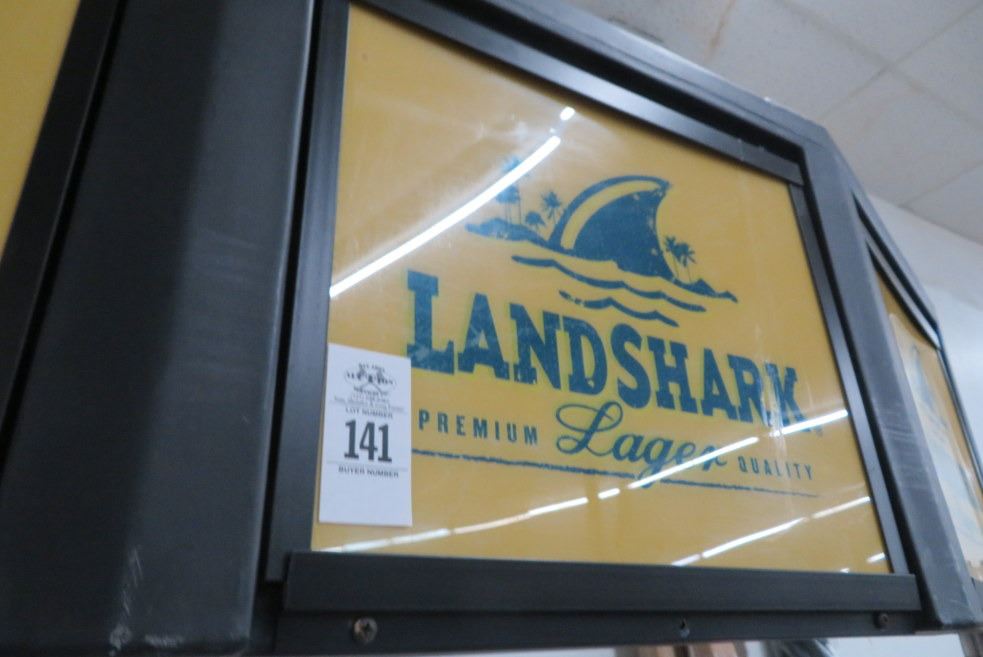 LANDSHARK
PREMIUM Lager QUALITY
LOT NUMBER
141
BUYER NUMBER